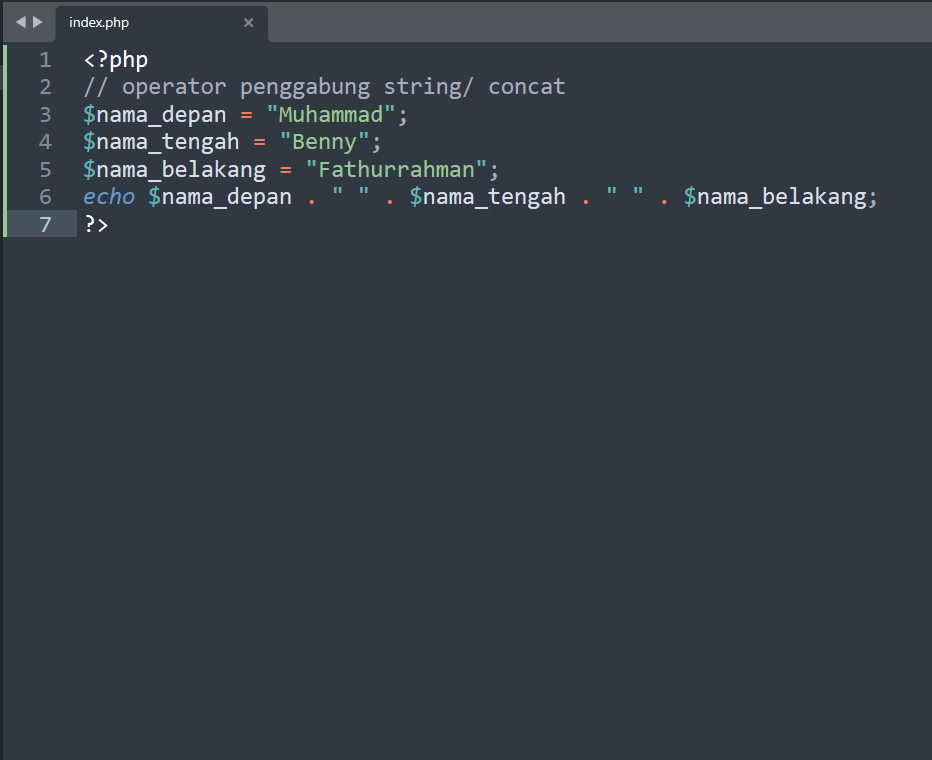 index.php ×
1 <?php
2 // operator penggabung string/ concat
3 $nama_depan = "Muhammad";
4 $nama_tengah = "Benny";
5 $nama_belakang = "Fathurrahman";
6 echo $nama_depan . " " . $nama_tengah . " " . $nama_belakang;
7 ?>